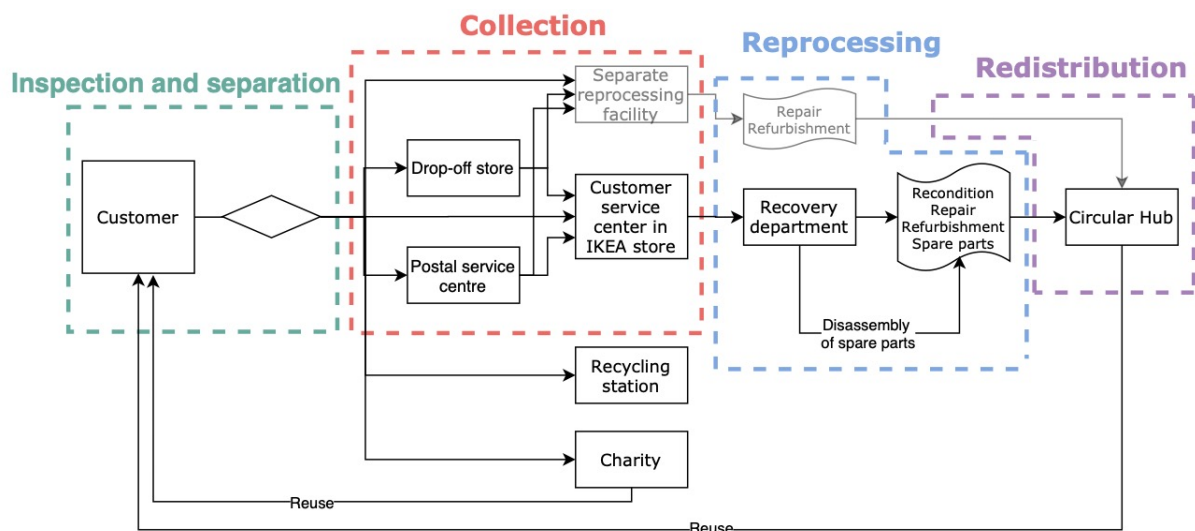 Collection
Reprocessing
Redistribution
Inspection and separation
Separate
reprocessing
facility
Repair
Refurbishment
Drop-off store
Customer
service
center in
IKEA store
Customer
Recovery
department
Recondition
Repair
Refurbishment
Spare parts
Circular Hub
Postal service
centre
Disassembly
of spare parts
Recycling
station
Charity
Reuse
Reuse